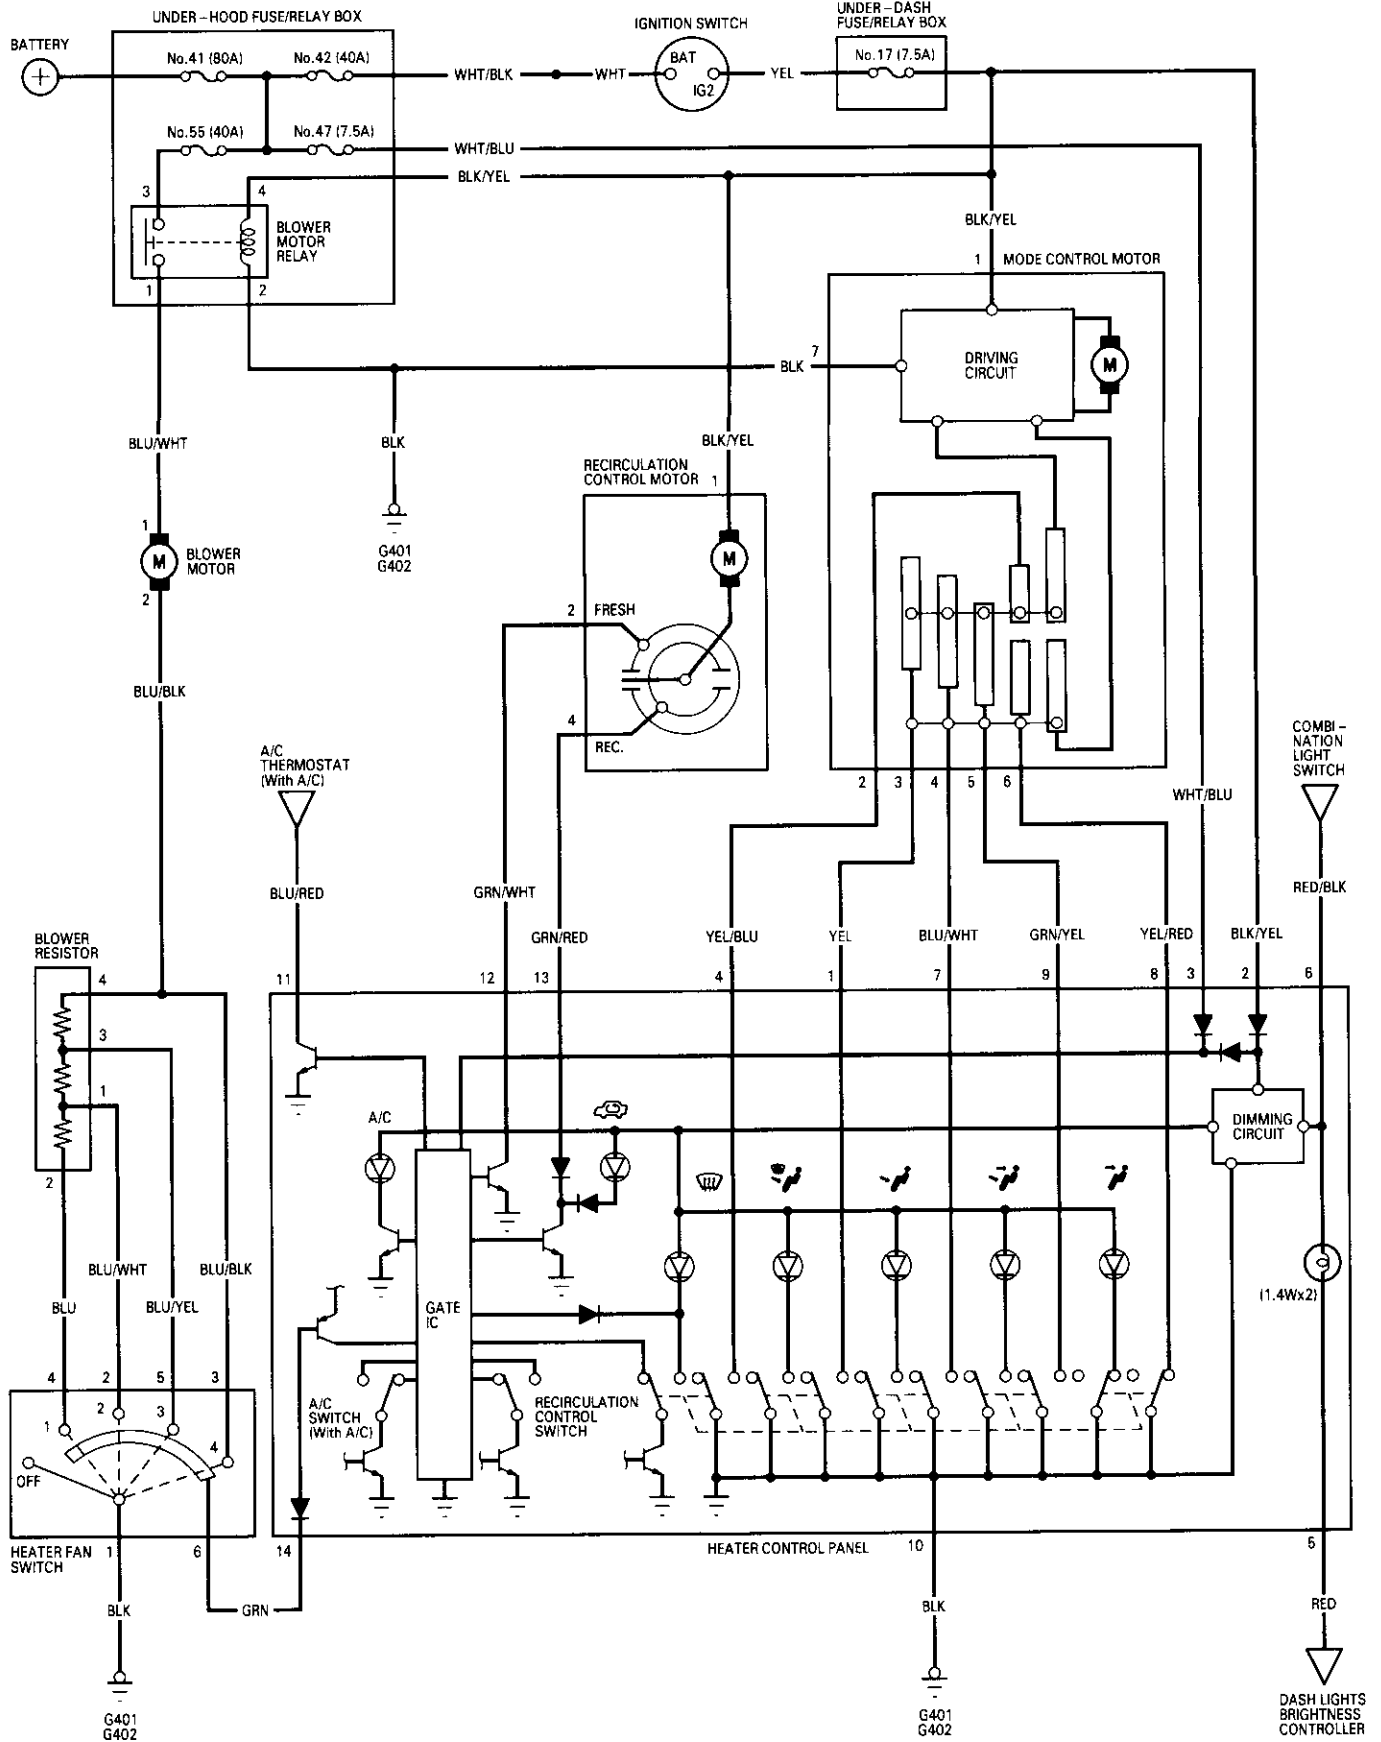 UNDER-HOOD FUSE/RELAY BOX
BATTERY
+
No.41 (80A)
No.42 (40A)
WHT/BLK
WHT
IGNITION SWITCH
BAT
IG2
YEL
UNDER-DASH
FUSE/RELAY BOX
No.17 (7.5A)
No.55 (40A)
No.47 (7.5A)
WHT/BLU
BLK/YEL
3
4
BLOWER
MOTOR
RELAY
1
2
BLK/YEL
1
MODE CONTROL MOTOR
DRIVING
CIRCUIT
M
7
BLK
BLU/WHT
BLK
BLK/YEL
RECIRCULATION
CONTROL MOTOR
1
G401
G402
1
M
BLOWER
MOTOR
2
M
2
FRESH
4
REC.
BLU/BLK
A/C
THERMOSTAT
(With A/C)
2
3
4
5
6
WHT/BLU
COMBI-
NATION
LIGHT
SWITCH
BLU/RED
GRN/WHT
RED/BLK
GRN/RED
YEL/BLU
YEL
BLU/WHT
GRN/YEL
YEL/RED
BLK/YEL
BLOWER
RESISTOR
4
3
1
2
11
12
13
4
1
7
9
8
3
2
6
A/C
DIMMING
CIRCUIT
BLU/WHT
BLU/BLK
BLU
BLU/YEL
GATE
IC
(1.4Wx2)
4
2
5
3
1
2
3
4
OFF
A/C
SWITCH
(With A/C)
RECIRCULATION
CONTROL
SWITCH
HEATER FAN
SWITCH
1
6
14
HEATER CONTROL PANEL
10
5
BLK
GRN
BLK
RED
G401
G402
G401
G402
DASH LIGHTS
BRIGHTNESS
CONTROLLER